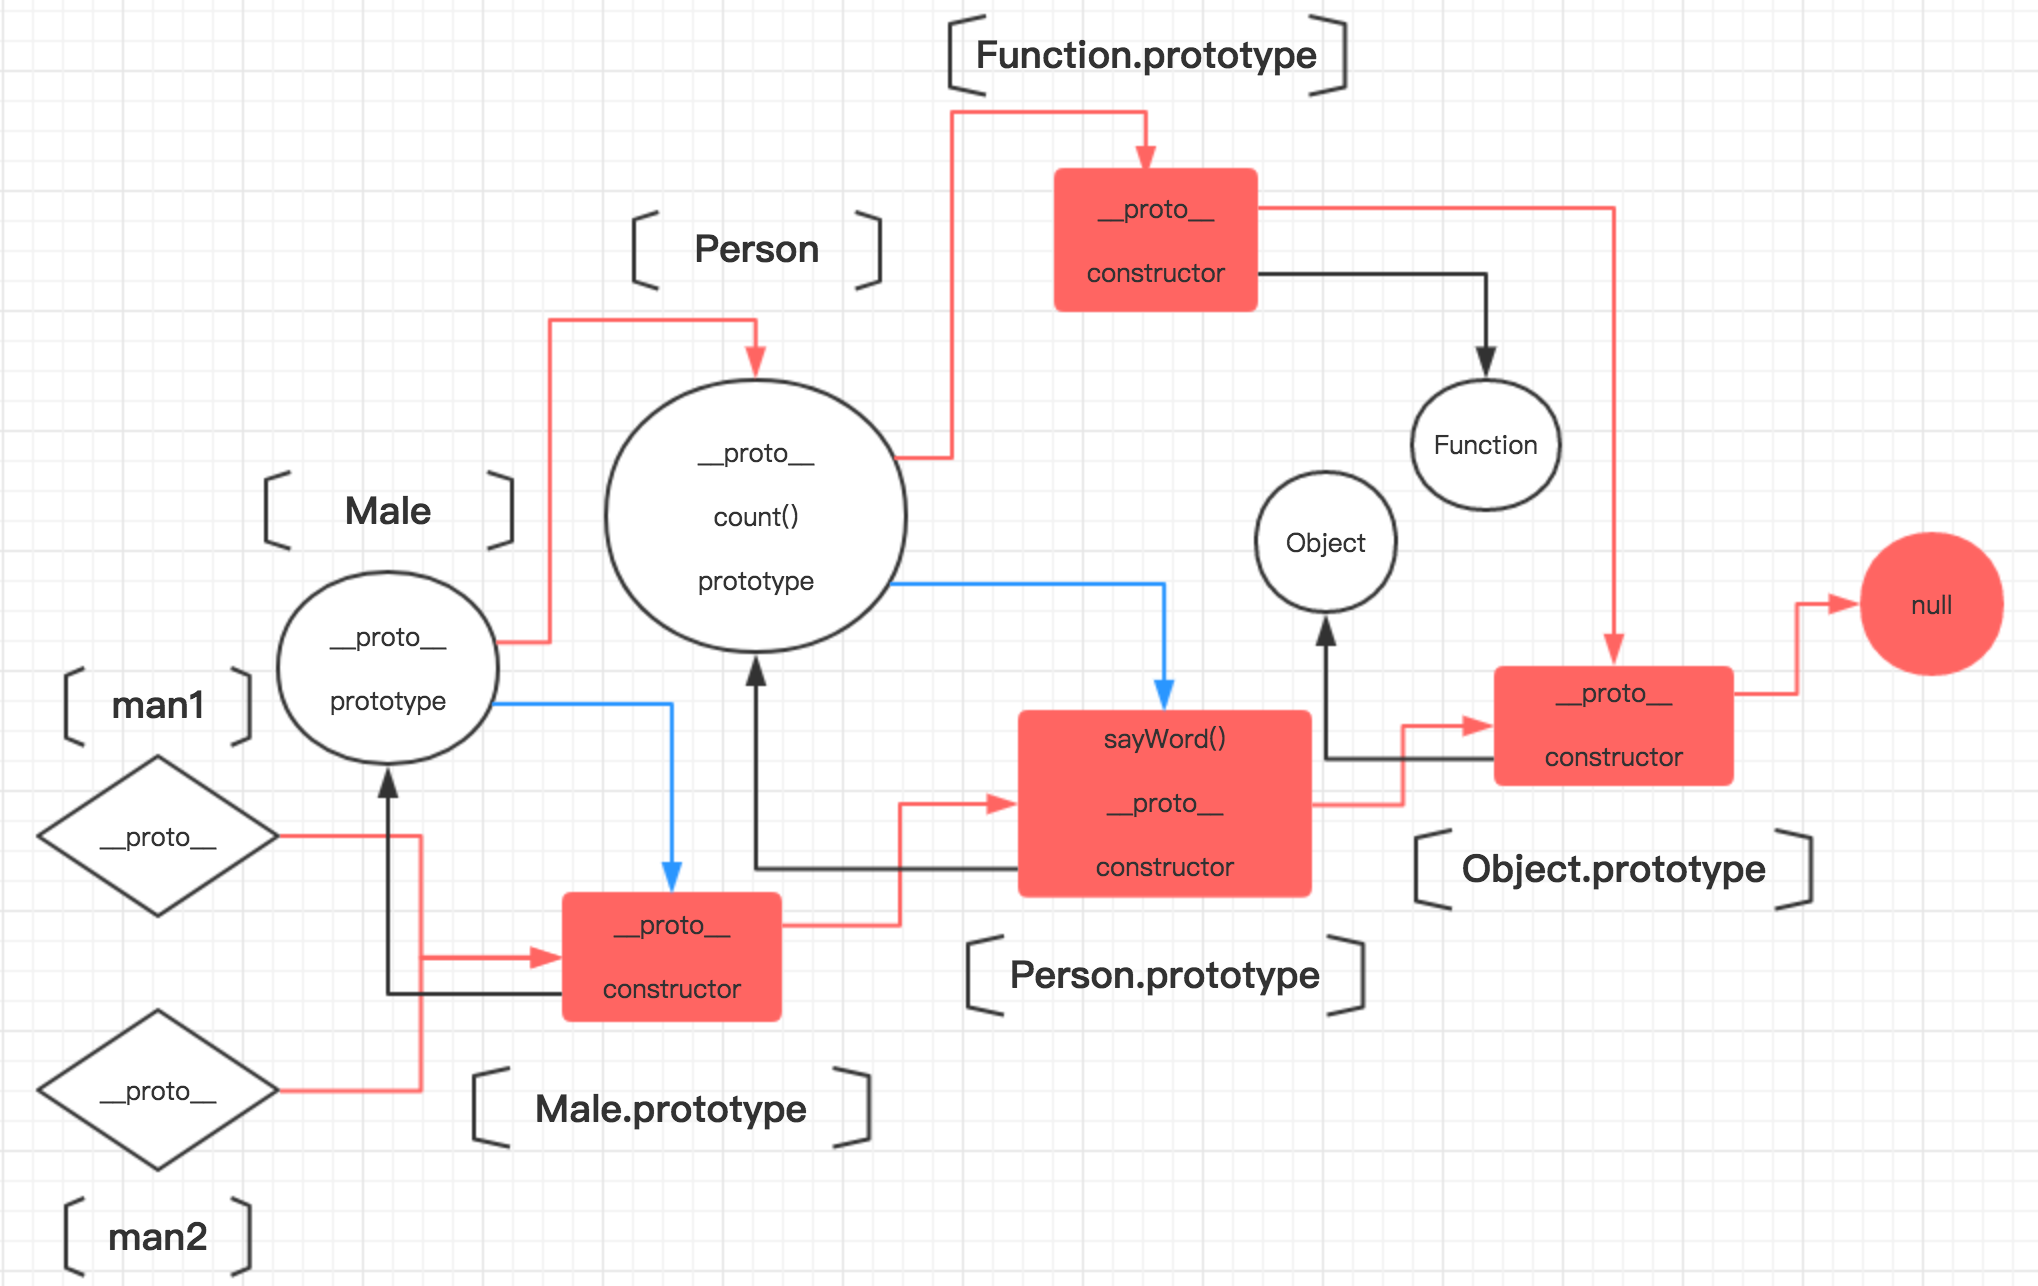 Function.prototype
__proto__
constructor
Person
__proto__
count()
prototype
Function
Object
null
Male
__proto__
prototype
man1
__proto__
sayWord()
__proto__
constructor
__proto__
constructor
Object.prototype
__proto__
constructor
Person.prototype
__proto__
Male.prototype
man2